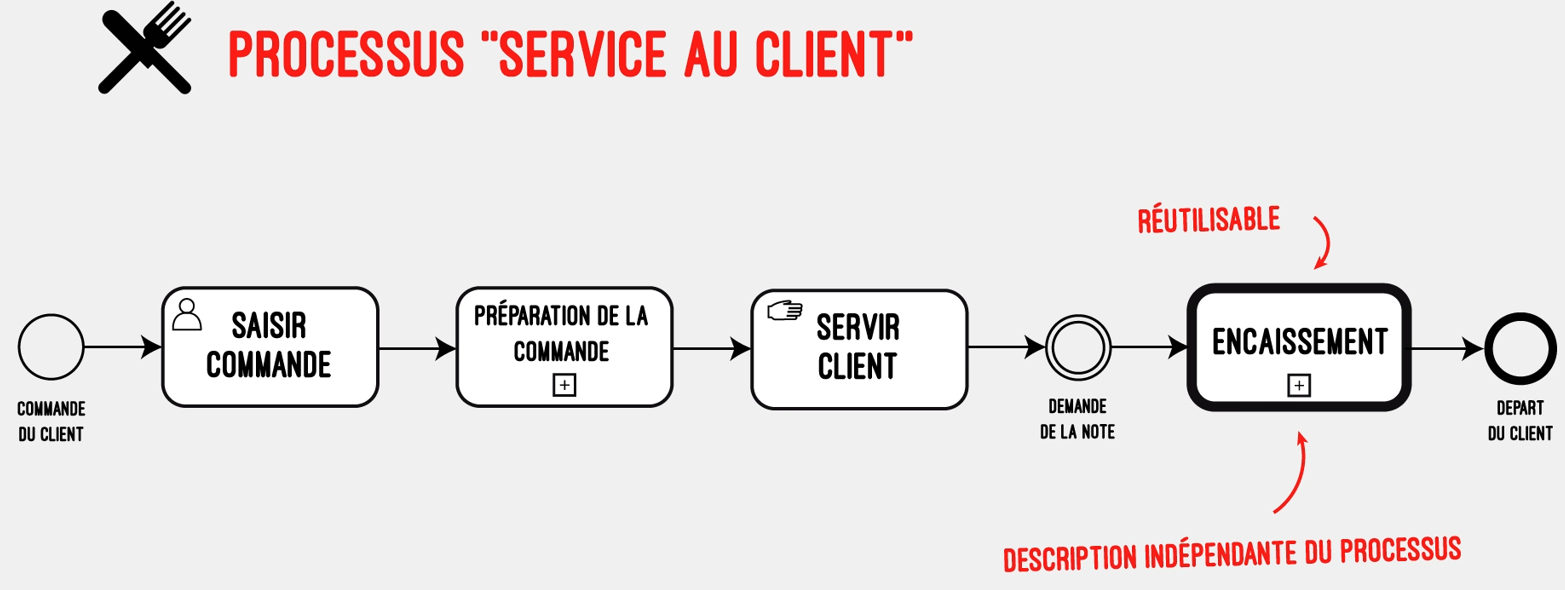 PROCESSUS "SERVICE AU CLIENT"
RÉUTILISABLE
SAISIR
COMMANDE
PRÉPARATION DE LA
COMMANDE
SERVIR
CLIENT
ENCAISSEMENT
COMMANDE
DU CLIENT
DEMANDE
DE LA NOTE
DEPART
DU CLIENT
DESCRIPTION INDÉPENDANTE DU PROCESSUS